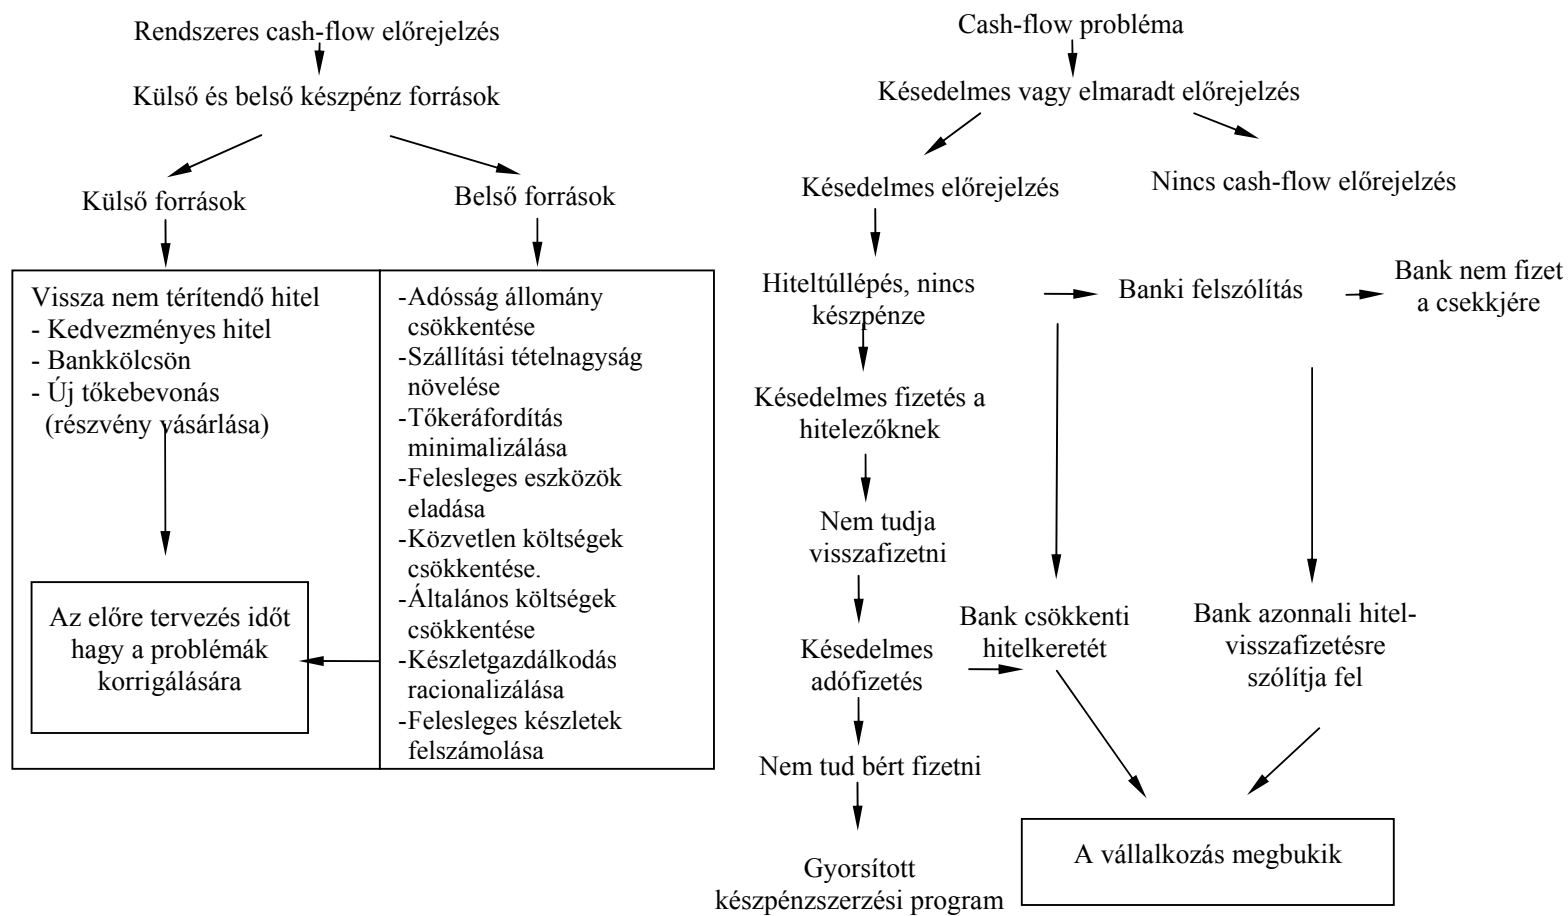 Rendszeres cash-flow előrejelzés
Külső és belső készpénz források
Külső források
Belső források
Vissza nem térítendő hitel
- Kedvezményes hitel
- Bankkölcsön
- Új tőkebevonás
(részvény vásárlása)
Az előre tervezés időt
hagy a problémák
korrigálására
-Adósság állomány
csökkentése
-Szállítási tételnagyság
növelése
-Tőkeráfordítás
minimalizálása
-Felesleges eszközök
eladása
-Közvetlen költségek
csökkentése.
-Általános költségek
csökkentése
-Készletgazdálkodás
racionalizálása
-Felesleges készletek
felszámolása
Cash-flow probléma
Késedelmes vagy elmaradt előrejelzés
Késedelmes előrejelzés
Nincs cash-flow előrejelzés
Hiteltúllépés, nincs
készpénze
Banki felszólítás
Bank nem fizet
a csekkjére
Késedelmes fizetés a
hitelezőknek
Nem tudja
visszafizetni
Késedelmes
adófizetés
Bank csökkenti
hitelkeretét
Bank azonnali hitel-
visszafizetésre
szólítja fel
Nem tud bért fizetni
Gyorsított
készpénzszerzési program
A vállalkozás megbukik